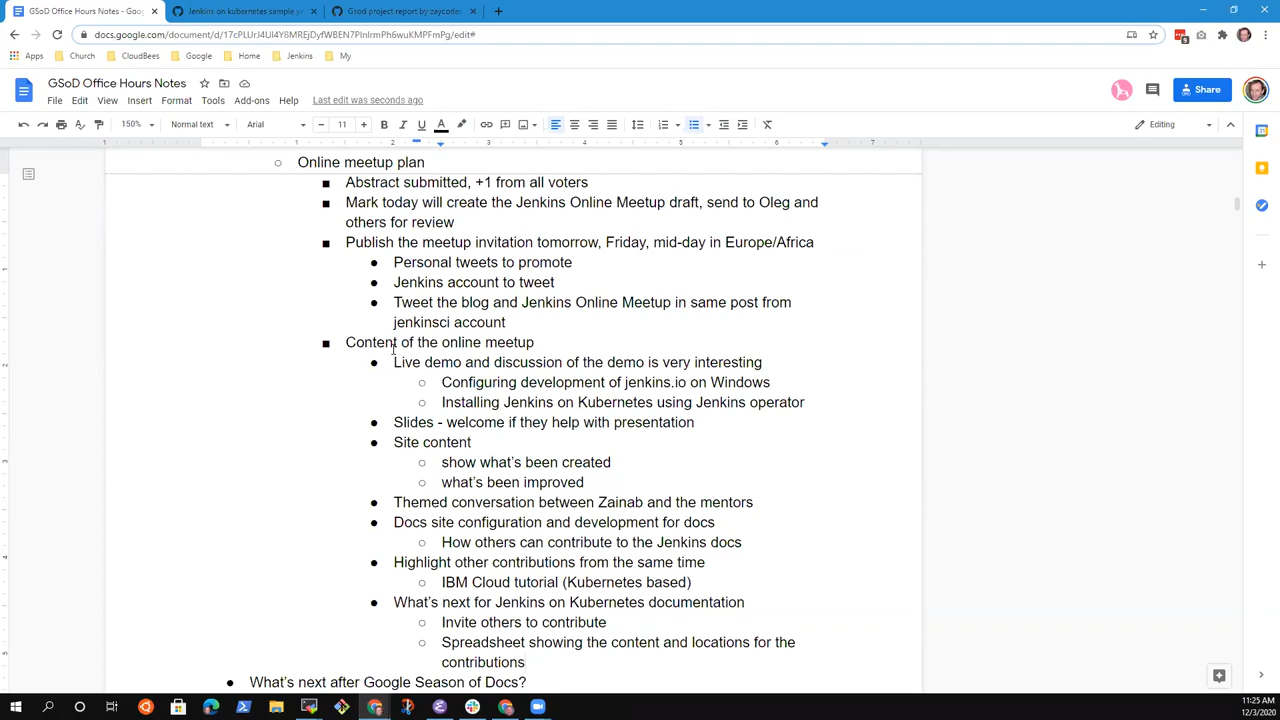 GSoD Office Hours Notes - Goo
Jenkins on kubernetes sample ya
Gsod project report by zaycodes
docs.google.com/document/d/17cPLUrJ4UI4Y8MREjDyfWBEN7PInIrmPh6wuKMPFmPg/edit#
Apps Church CloudBees Google Home Jenkins My
GSoD Office Hours Notes
File Edit View Insert Format Tools Add-ons Help Last edit was seconds ago
Share
150% Normal text Arial 11 Editing
1 1 2 3 4 5 6 7
Online meetup plan
Abstract submitted, +1 from all voters
Mark today will create the Jenkins Online Meetup draft, send to Oleg and
others for review
Publish the meetup invitation tomorrow, Friday, mid-day in Europe/Africa
Personal tweets to promote
Jenkins account to tweet
Tweet the blog and Jenkins Online Meetup in same post from
jenkinsci account
Content of the online meetup
Live demo and discussion of the demo is very interesting
Configuring development of jenkins.io on Windows
Installing Jenkins on Kubernetes using Jenkins operator
Slides - welcome if they help with presentation
Site content
show what's been created
what's been improved
Themed conversation between Zainab and the mentors
Docs site configuration and development for docs
How others can contribute to the Jenkins docs
Highlight other contributions from the same time
IBM Cloud tutorial (Kubernetes based)
What's next for Jenkins on Kubernetes documentation
Invite others to contribute
Spreadsheet showing the content and locations for the
contributions
What's next after Google Season of Docs?
11:25 AM
12/3/2020